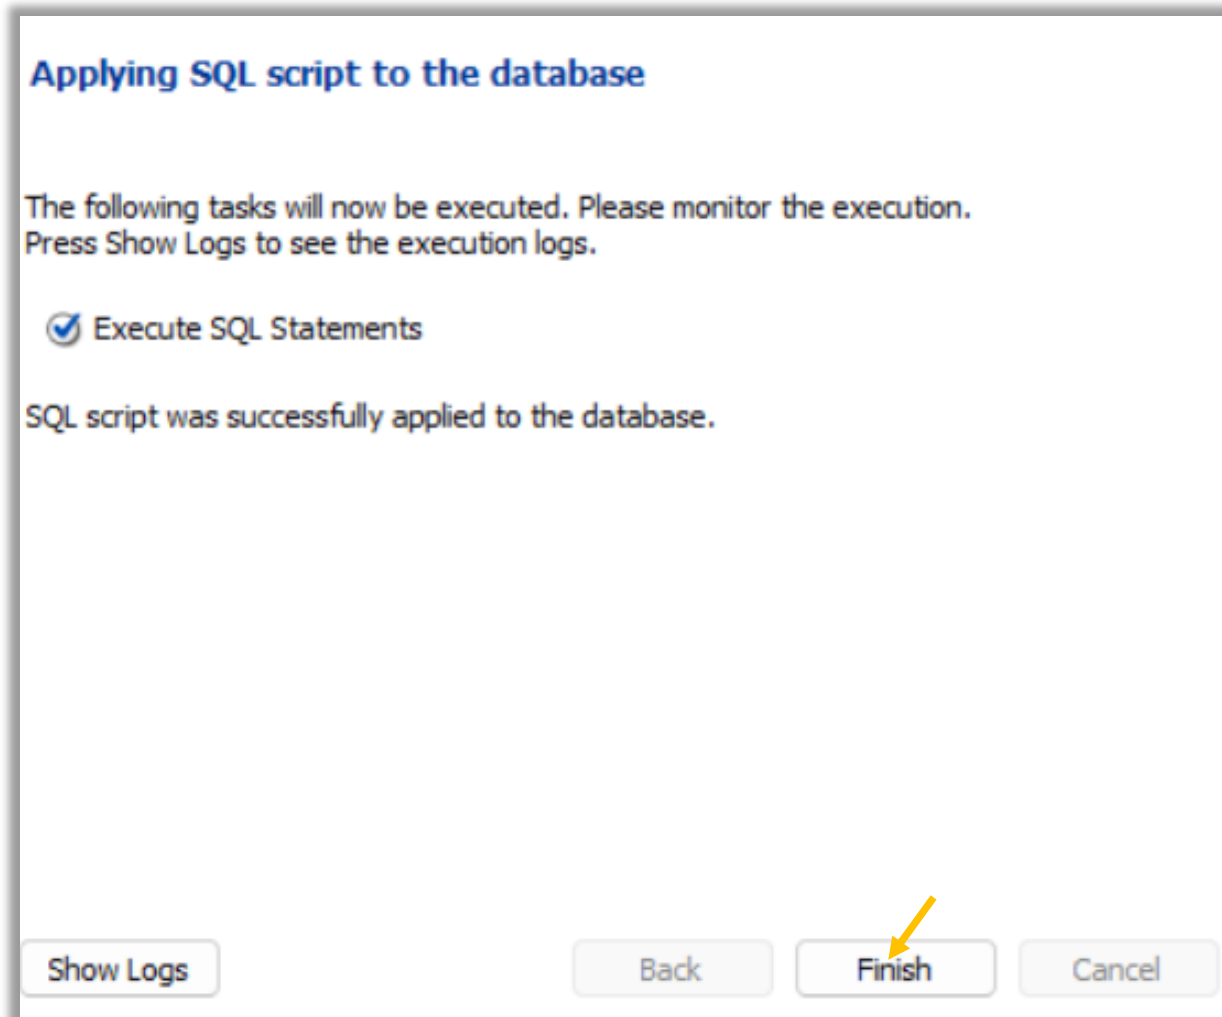 Applying SQL script to the database
The following tasks will now be executed. Please monitor the execution.
Press Show Logs to see the execution logs.
Execute SQL Statements
SQL script was successfully applied to the database.
Show Logs
Back
Finish
Cancel